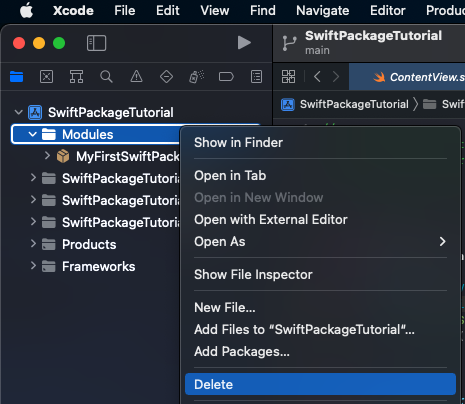 Xcode File Edit View Find Navigate Editor Produc
SwiftPackageTutorial
main
ContentView.s
SwiftPackageTutorial
SwiftPackageTutorial Swi
Modules
MyFirstSwiftPack
SwiftPackageTutoria
SwiftPackageTutoria
SwiftPackageTutoria
Products
Frameworks
Show in Finder
Open in Tab
Open in New Window
Open with External Editor
Open As
Show File Inspector
New File...
Add Files to “SwiftPackageTutorial”...
Add Packages...
Delete